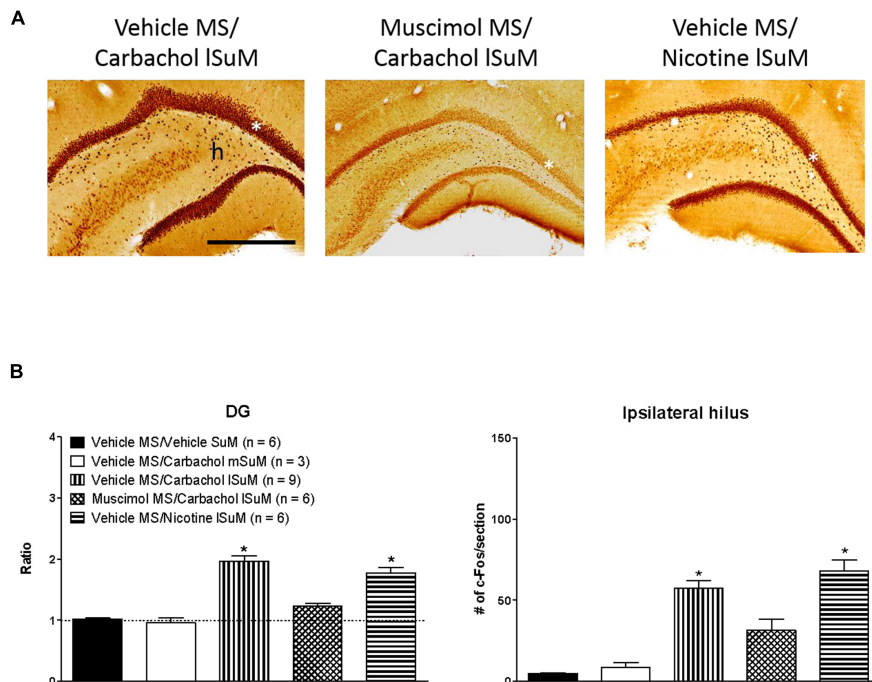 A
Vehicle MS/
Carbachol lSuM
Muscimol MS/
Carbachol lSuM
Vehicle MS/
Nicotine lSuM
*
h
*
*
B
DG
Ratio
4
3
2
1
0
Vehicle MS/Vehicle SuM (n = 6)
Vehicle MS/Carbachol mSuM (n = 3)
Vehicle MS/Carbachol lSuM (n = 9)
Muscimol MS/Carbachol lSuM (n = 6)
Vehicle MS/Nicotine lSuM (n = 6)
*
*
Ipsilateral hilus
# of c-Fos/section
150
100
50
0
*
*